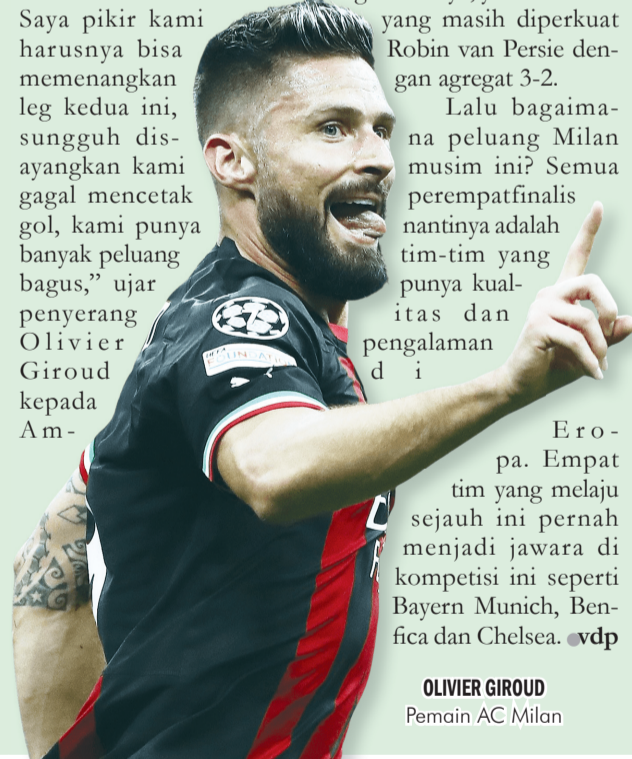 Saya pikir kami
harusnya bisa
memenangkan
leg kedua ini,
sungguh dis-
ayangkan kami
gagal mencetak
gol, kami punya
banyak peluang
bagus,” ujar
penyerang
Olivier
Giroud
kepada
Am-
yang masih diperkuat
Robin van Persie den-
gan agregat 3-2.
Lalu bagaima-
na peluang Milan
musim ini? Semua
perempatfinalis
nantinya adalah
tim-tim yang
punya kual-
itas dan
pengalaman
di
Ero-
pa. Empat
tim yang melaju
sejauh ini pernah
menjadi jawara di
kompetisi ini seperti
Bayern Munich, Ben-
fica dan Chelsea. vdp
7
UEFA
FOUNDATION
OLIVIER GIROUD
Pemain AC Milan